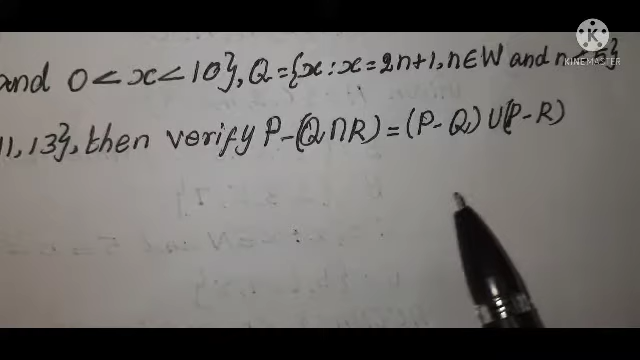 and 0 < x < 10}, Q = {x : x = 2n+1, n ∈ W and n
11, 13}, then verify P - (Q ∩ R) = (P - Q) ∪ (P - R)
K
KINEMASTER